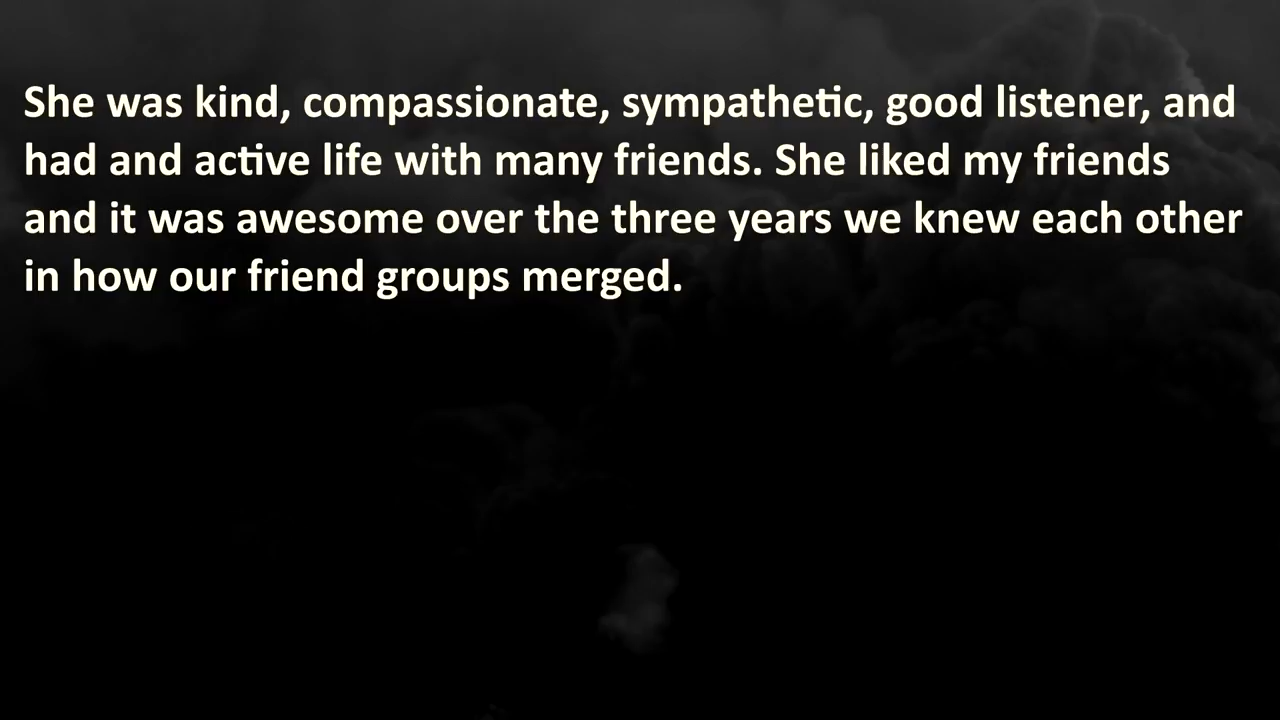 She was kind, compassionate, sympathetic, good listener, and
had and active life with many friends. She liked my friends
and it was awesome over the three years we knew each other
in how our friend groups merged.